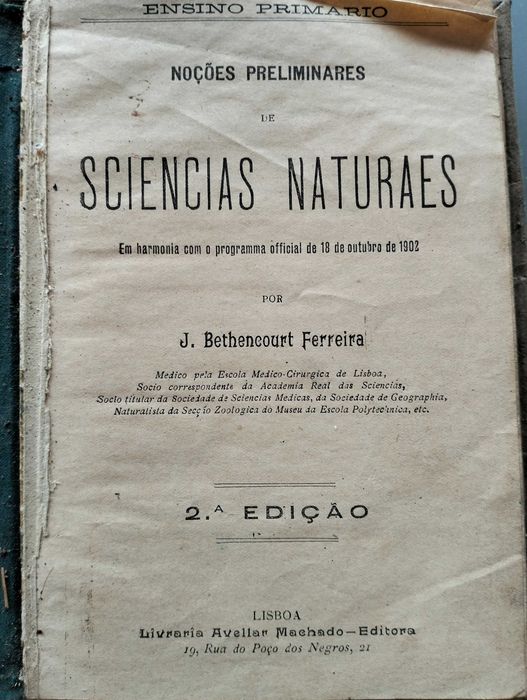 ENSINO PRIMARIO
NOÇÕES PRELIMINARES
DE
SCIENCIAS NATURAES
Em harmonia com o programma official de 18 de outubro de 1902
POR
J. Bethencourt Ferreira
Medico pela Escola Medico-Cirurgica de Lisboa,
Socio correspondente da Academia Real das Sciencias,
Socio titular da Sociedade de Sciencias Medicas, da Sociedade de Geographia,
Naturalista da Secção Zoologica do Museu da Escola Polytechnica, etc.
2.ª EDIÇÃO
LISBOA
Livraria Avellar Machado—Editora
19, Rua do Poço dos Negros, 21